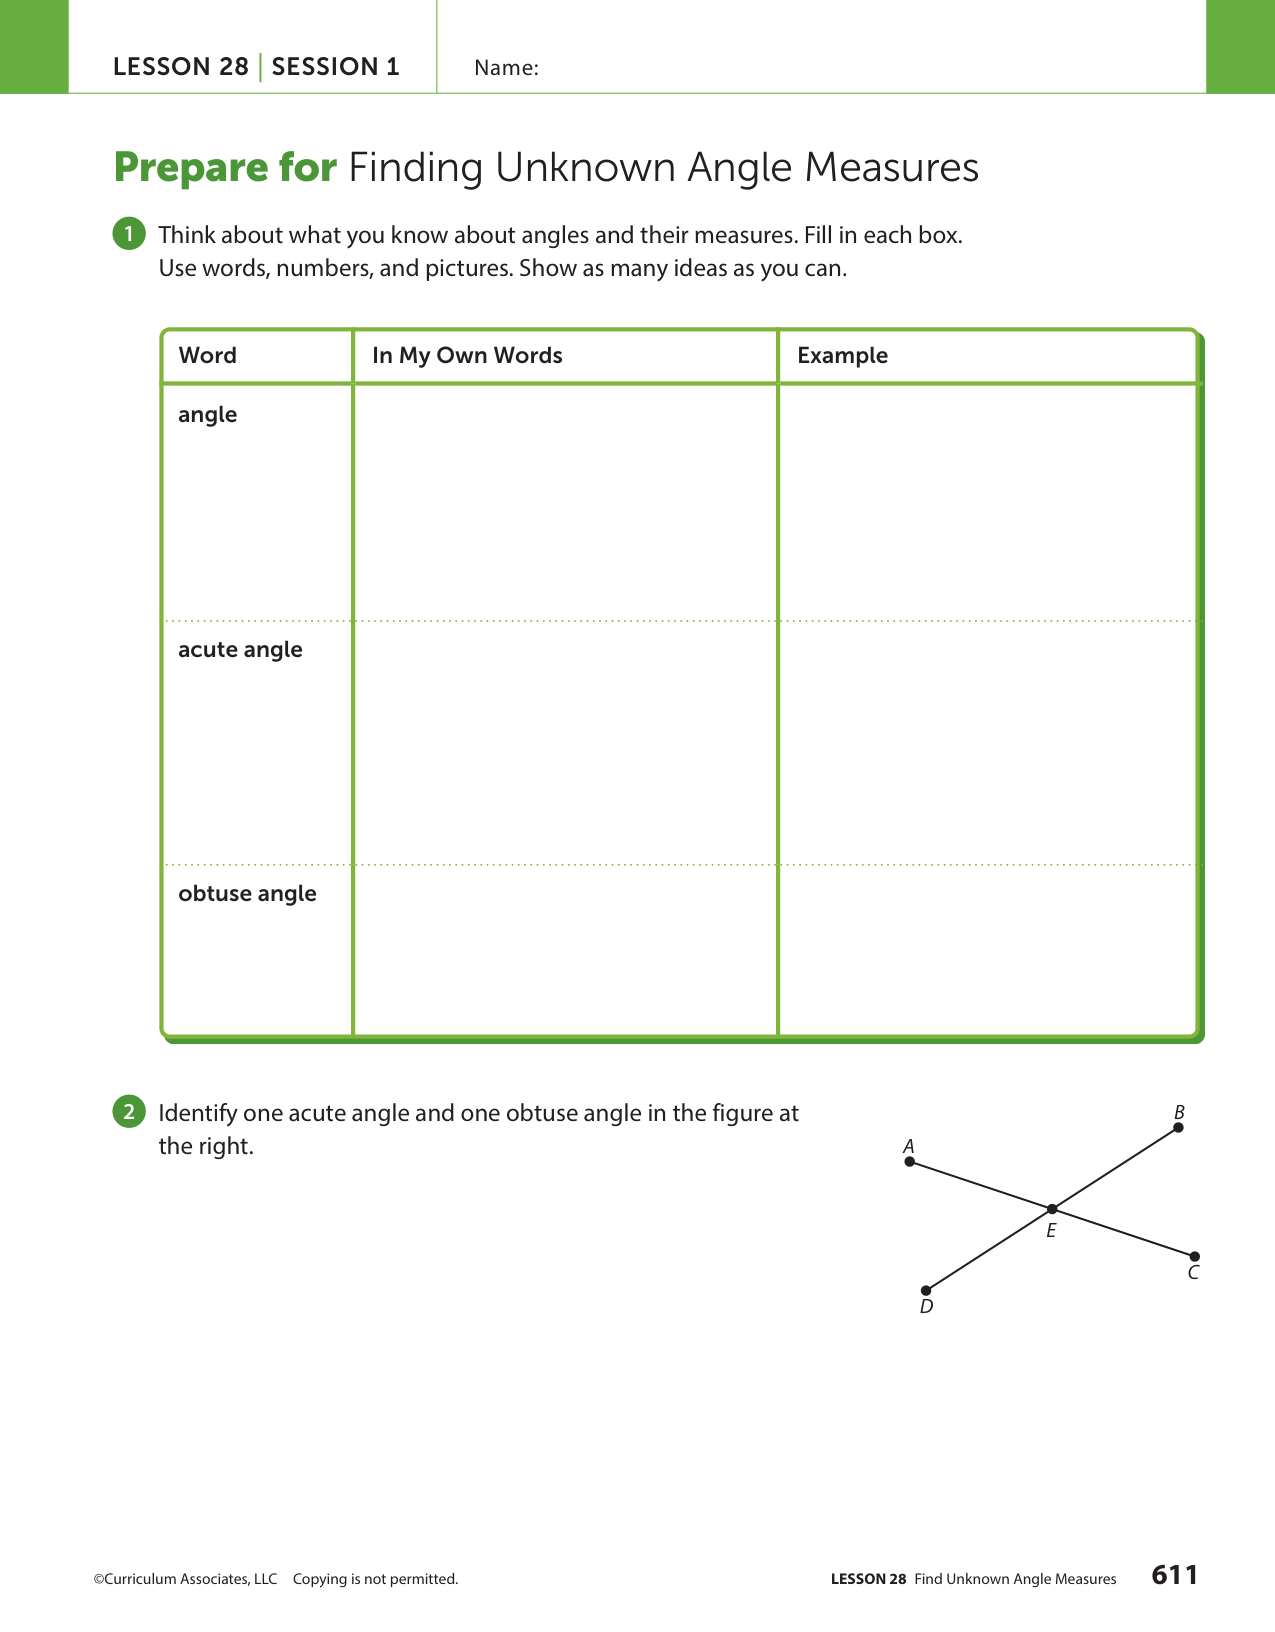 LESSON 28 | SESSION 1
Name:
Prepare for Finding Unknown Angle Measures
1 Think about what you know about angles and their measures. Fill in each box.
Use words, numbers, and pictures. Show as many ideas as you can.
Word In My Own Words Example
angle
acute angle
obtuse angle
2 Identify one acute angle and one obtuse angle in the figure at
the right.
B
A
E
C
D
©Curriculum Associates, LLC Copying is not permitted.
LESSON 28 Find Unknown Angle Measures 611